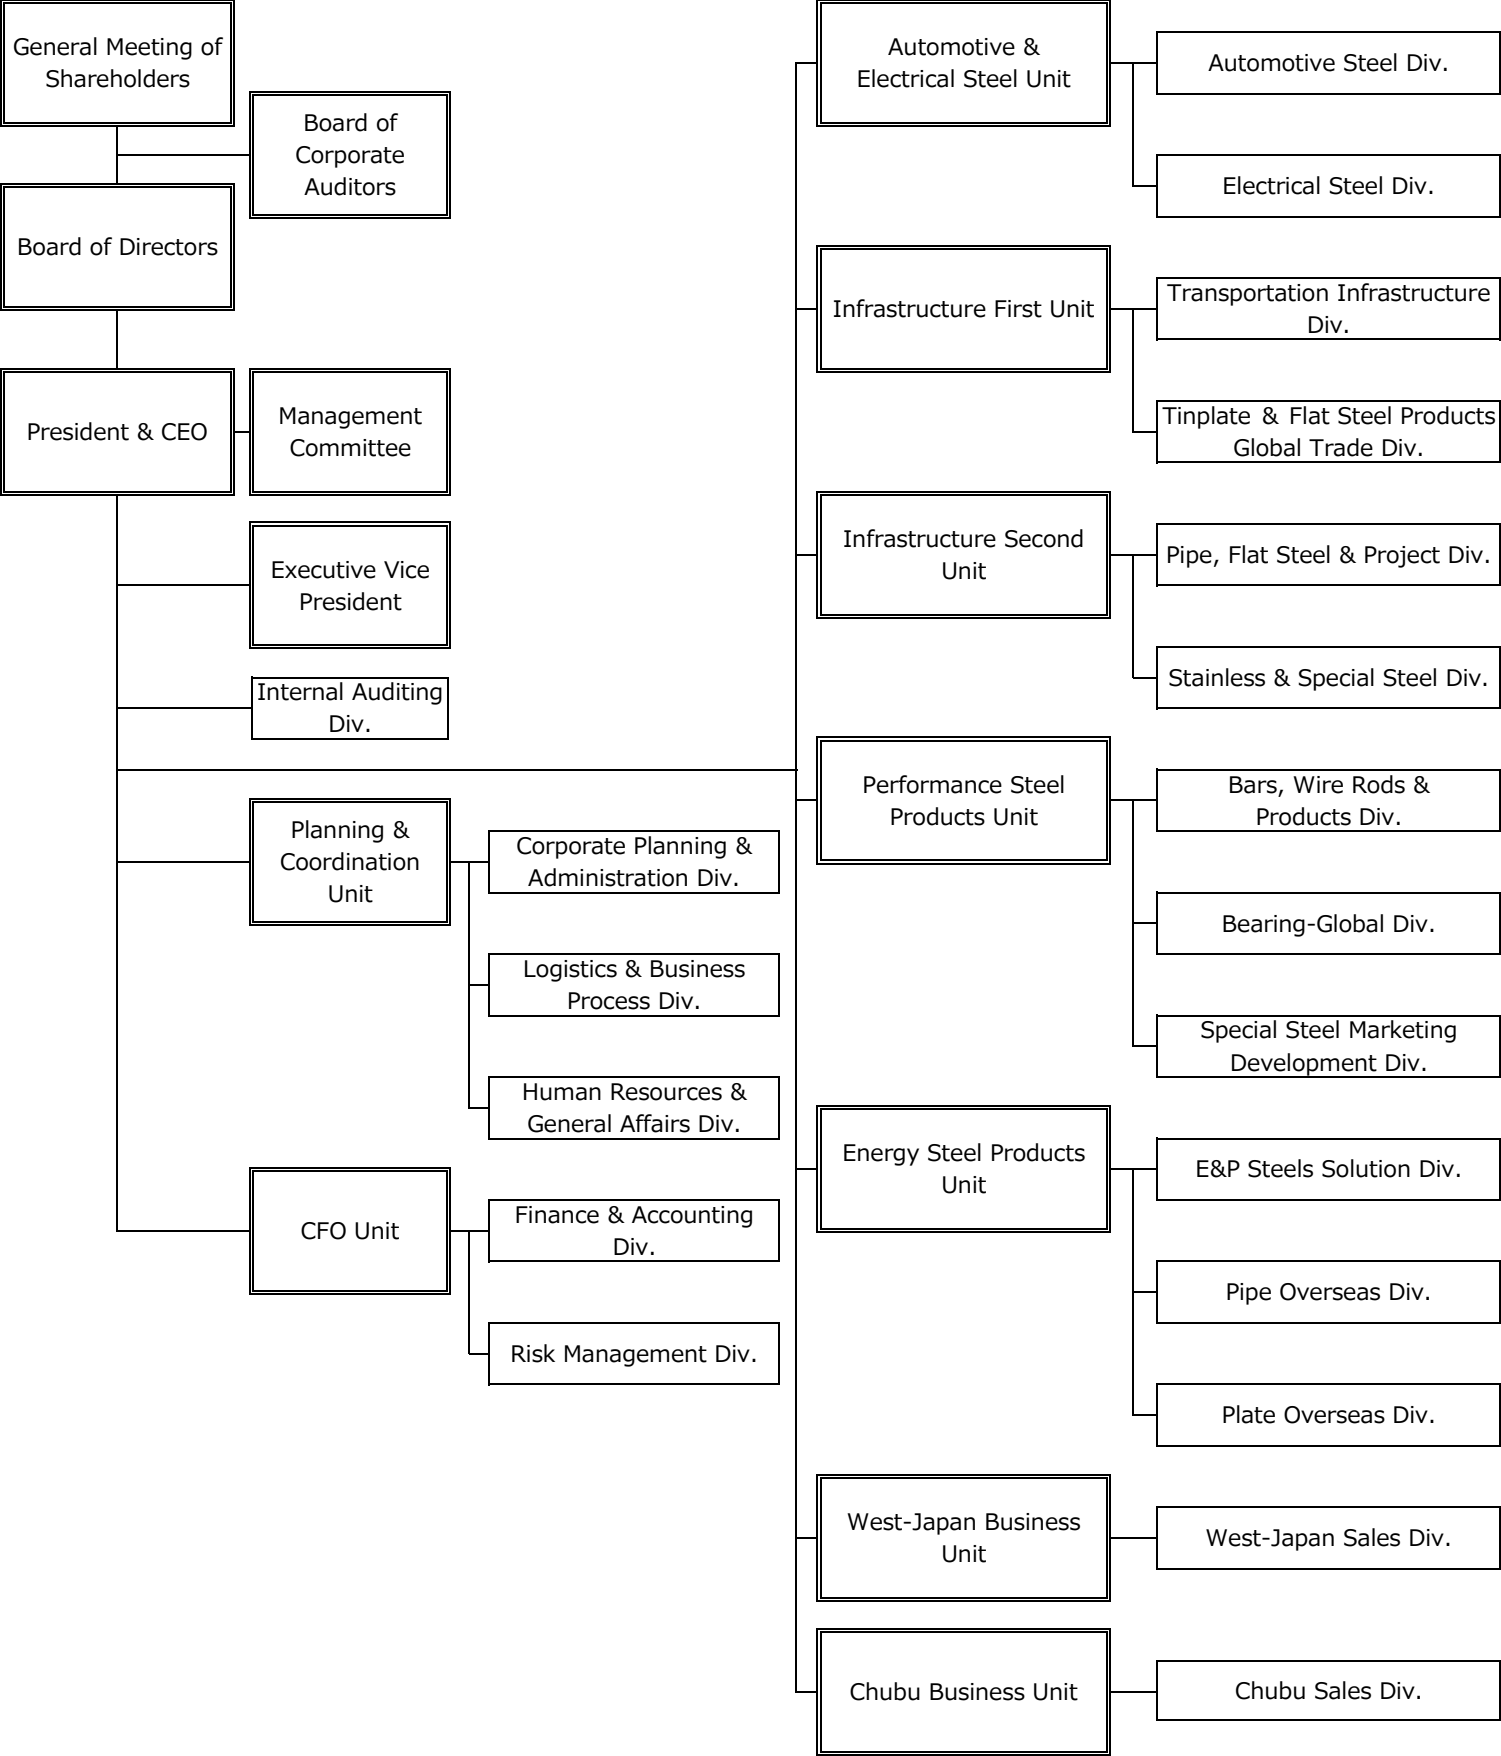 General Meeting of
Shareholders
Board of
Corporate
Auditors
Board of Directors
President & CEO
Management
Committee
Executive Vice
President
Internal Auditing
Div.
Planning &
Coordination
Unit
Corporate Planning &
Administration Div.
Logistics & Business
Process Div.
Human Resources &
General Affairs Div.
CFO Unit
Finance & Accounting
Div.
Risk Management Div.
Automotive &
Electrical Steel Unit
Automotive Steel Div.
Electrical Steel Div.
Infrastructure First Unit
Transportation Infrastructure
Div.
Tinplate & Flat Steel Products
Global Trade Div.
Infrastructure Second
Unit
Pipe, Flat Steel & Project Div.
Stainless & Special Steel Div.
Performance Steel
Products Unit
Bars, Wire Rods &
Products Div.
Bearing-Global Div.
Special Steel Marketing
Development Div.
Energy Steel Products
Unit
E&P Steels Solution Div.
Pipe Overseas Div.
Plate Overseas Div.
West-Japan Business
Unit
West-Japan Sales Div.
Chubu Business Unit
Chubu Sales Div.